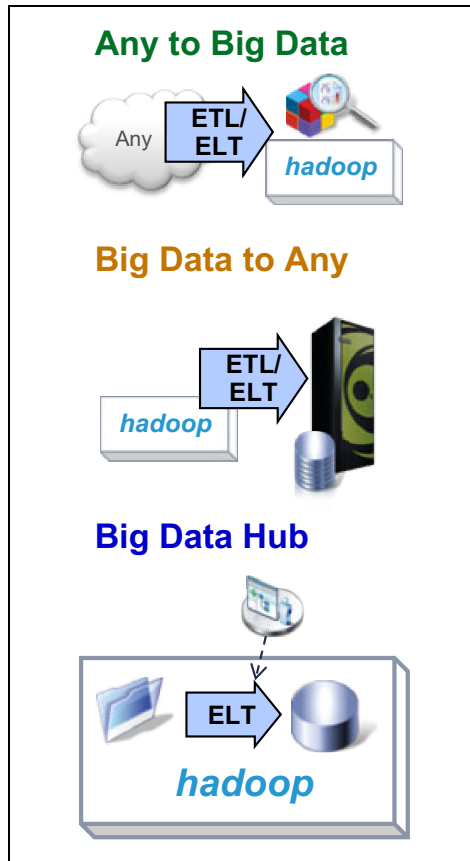 Any to Big Data
Any
ETL/
ELT
hadoop
Big Data to Any
ETL/
ELT
hadoop
Big Data Hub
ELT
hadoop